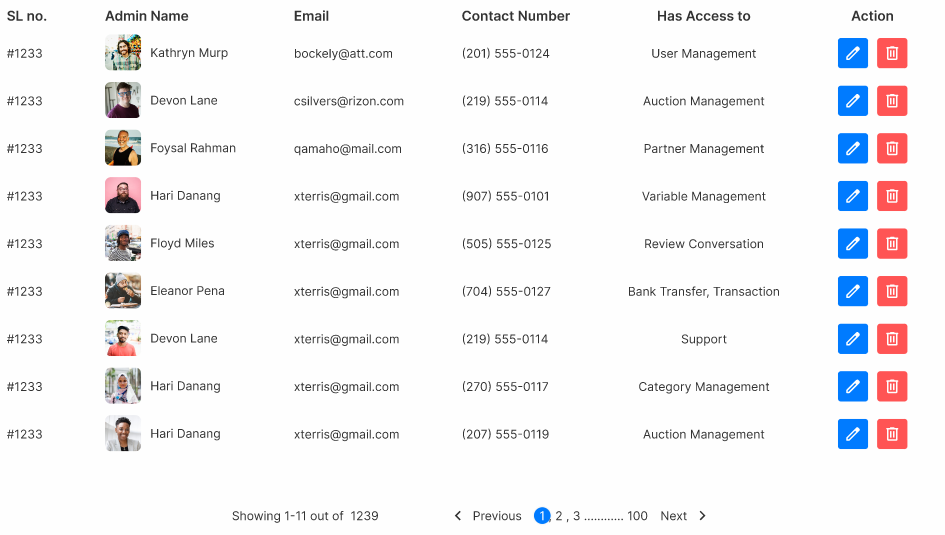 SL no. Admin Name Email Contact Number Has Access to Action
#1233 Kathryn Murp bockely@att.com (201) 555-0124 User Management
#1233 Devon Lane csilvers@rizon.com (219) 555-0114 Auction Management
#1233 Foysal Rahman qamaho@mail.com (316) 555-0116 Partner Management
#1233 Hari Danang xterris@gmail.com (907) 555-0101 Variable Management
#1233 Floyd Miles xterris@gmail.com (505) 555-0125 Review Conversation
#1233 Eleanor Pena xterris@gmail.com (704) 555-0127 Bank Transfer, Transaction
#1233 Devon Lane xterris@gmail.com (219) 555-0114 Support
#1233 Hari Danang xterris@gmail.com (270) 555-0117 Category Management
#1233 Hari Danang xterris@gmail.com (207) 555-0119 Auction Management
Showing 1-11 out of 1239 Previous 1, 2 , 3 ............ 100 Next